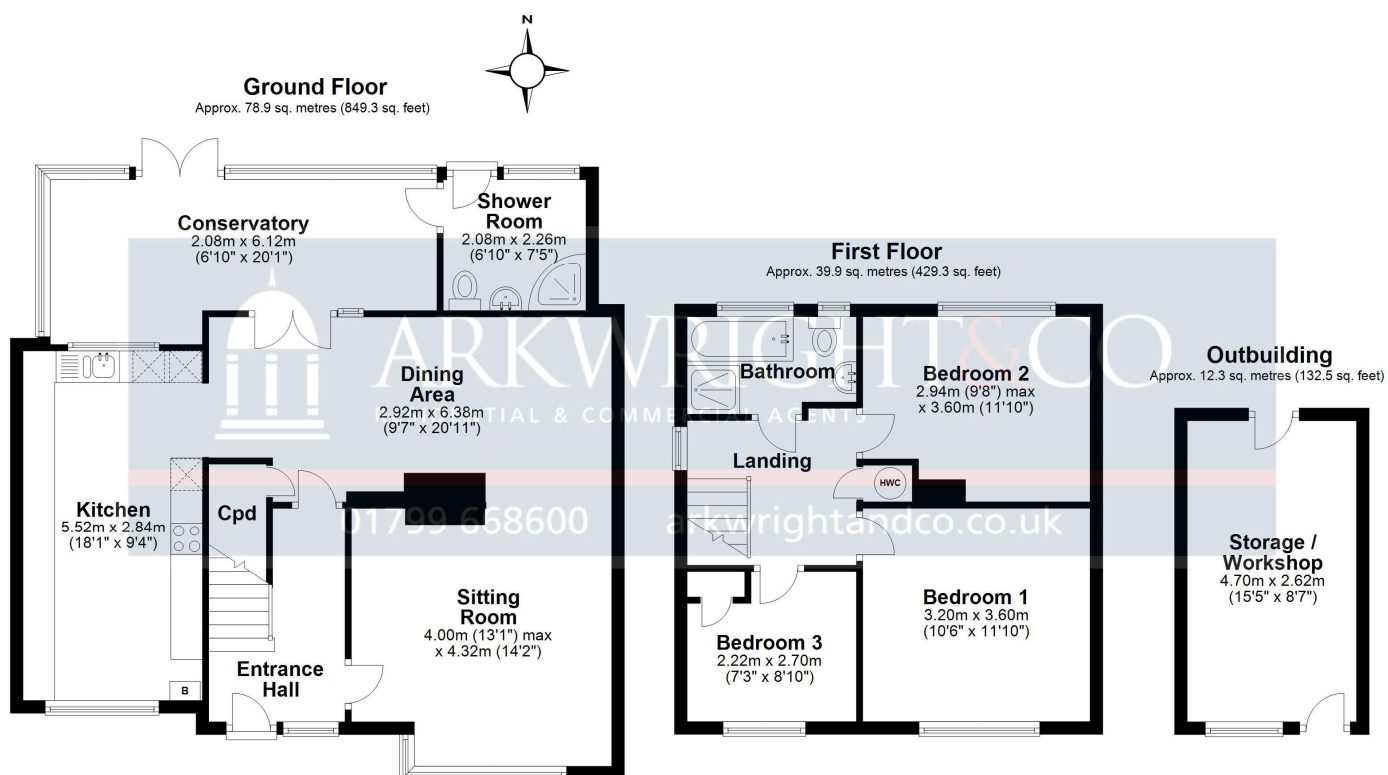 N
Ground Floor
Approx. 78.9 sq. metres (849.3 sq. feet)
Conservatory
2.08m x 6.12m
(6'10" x 20'1")
Shower
Room
2.08m x 2.26m
(6'10" x 7'5")
Dining
Area
2.92m x 6.38m
(9'7" x 20'11")
Kitchen
5.52m x 2.84m
(18'1" x 9'4")
Cpd
Sitting
Room
4.00m (13'1") max
x 4.32m (14'2")
Entrance
Hall
B
First Floor
Approx. 39.9 sq. metres (429.3 sq. feet)
Bathroom
Bedroom 2
2.94m (9'8") max
x 3.60m (11'10")
Landing
HWC
Bedroom 1
3.20m x 3.60m
(10'6" x 11'10")
Bedroom 3
2.22m x 2.70m
(7'3" x 8'10")
Outbuilding
Approx. 12.3 sq. metres (132.5 sq. feet)
Storage /
Workshop
4.70m x 2.62m
(15'5" x 8'7")
ARKWRIGHT & CO
& COMMERCIAL AGENTS
01799 668600 arkwrightandco.co.uk